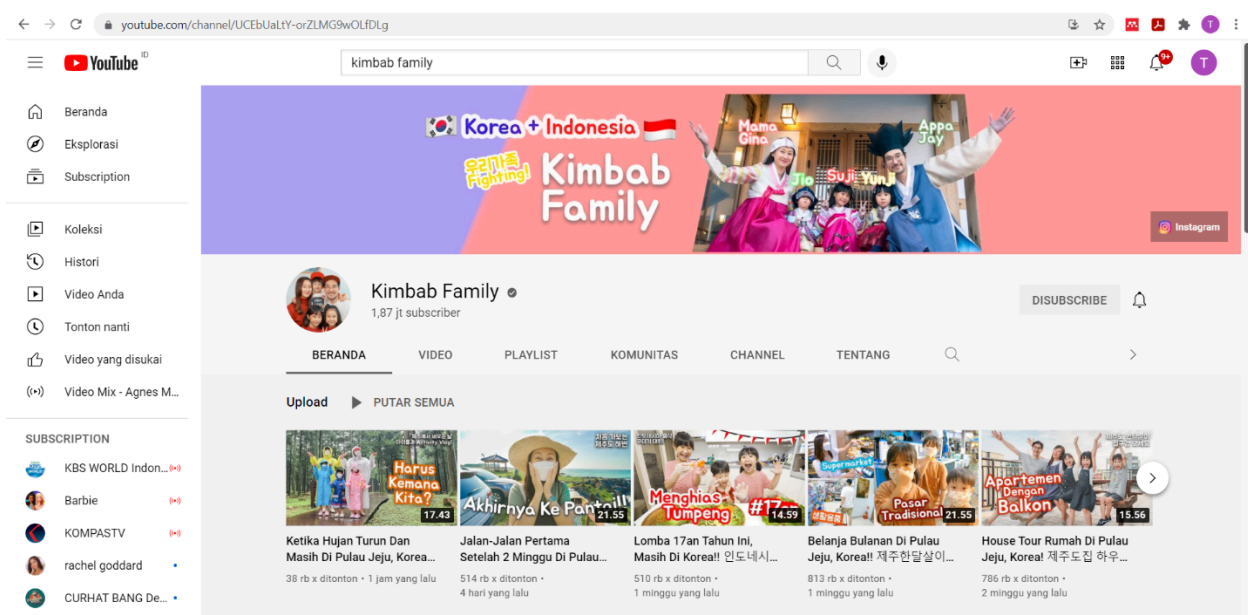 youtube.com/channel/UCEbUaLtY-orZLMG9wOLfDLg
T
YouTube ID
kimbab family
9+
T
Beranda
Eksplorasi
Subscription
Koleksi
Histori
Video Anda
Tonton nanti
Video yang disukai
Video Mix - Agnes M...
SUBSCRIPTION
KBS WORLD Indon...
Barbie
KOMPASTV
rachel goddard
CURHAT BANG De...
Korea + Indonesia
우리가족
Fighting!
Kimbab
Family
Mama
Gina
Appa
Jay
Jio
Suji
Yunji
Instagram
Kimbab Family
1,87 jt subscriber
DISUBSCRIBE
BERANDA
VIDEO
PLAYLIST
KOMUNITAS
CHANNEL
TENTANG
Upload
PUTAR SEMUA
Harus
Kemana
Kita?
17.43
Ketika Hujan Turun Dan
Masih Di Pulau Jeju, Korea...
38 rb x ditonton • 1 jam yang lalu
Akhirnya Ke Pantai!!
21.55
Jalan-Jalan Pertama
Setelah 2 Minggu Di Pulau...
514 rb x ditonton •
4 hari yang lalu
Menghias
Tumpeng
#17an
14.59
Lomba 17an Tahun Ini,
Masih Di Korea!! 인도네시...
510 rb x ditonton •
1 minggu yang lalu
Supermarket
생활용품
Pasar
Tradisional
21.55
Belanja Bulanan Di Pulau
Jeju, Korea!! 제주한달살이...
813 rb x ditonton •
1 minggu yang lalu
Apartemen
Dengan
Balkon
15.56
House Tour Rumah Di Pulau
Jeju, Korea! 제주도집 하우...
786 rb x ditonton •
2 minggu yang lalu